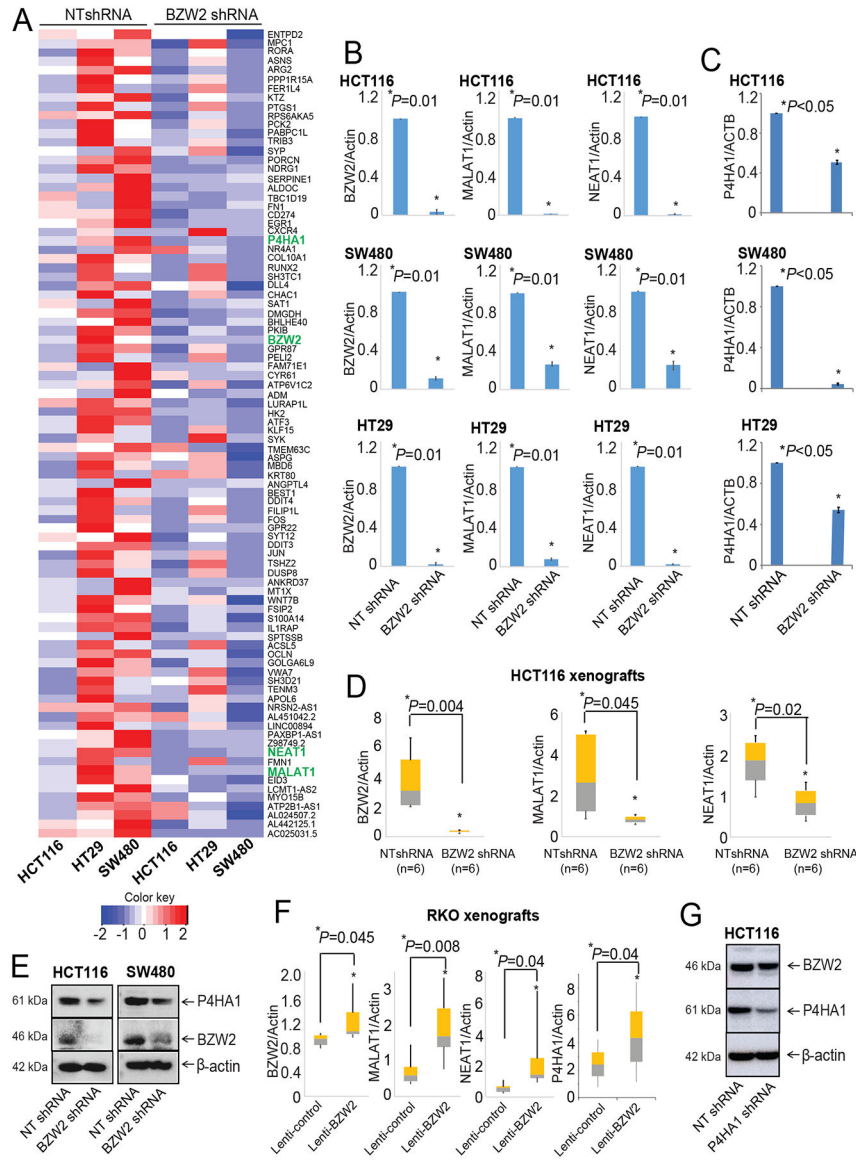 A
NTshRNA BZW2 shRNA
ENTPD2
MPC1
RORA
ASNS
ARG2
PPP1R15A
FER1L4
KTZ
PTGS1
RPS6KA5
PCK2
PABPC1L
TRIB3
SYP
PORCN
NDRG1
SERPINE1
ALDOC
TBC1D19
FN1
CD274
EGR1
CXCR4
P4HA1
NR4A1
COL10A1
RUNX2
SH3TC1
DLL4
CHAC1
SAT1
DMGDH
BHLHE40
PKIB
BZW2
GPR87
PELI2
FAM71E1
CYR61
ATP6V1C2
ADM
LURAP1L
HK2
ATF3
KLF15
SYK
TMEM63C
ASPG
MBD6
KRT80
ANGPTL4
BEST1
DDIT4
FILIP1L
FOS
GPR22
SYT12
DDIT3
JUN
TSHZ2
DUSP8
ANKRD37
MT1X
WNT7B
FSIP2
S100A14
IL1RAP
SPTSSB
ACSL5
OCLN
GOLGA6L9
VWA7
SH3D21
TENM3
APOL6
NRSN2-AS1
AL451042.2
LINC00894
PAXBP1-AS1
Z98749.2
NEAT1
FMN1
MALAT1
EID3
LCMT1-AS2
MYO15B
ATP2B1-AS1
AL024507.2
AL442125.1
AC025031.5
HCT116 HT29 SW480 HCT116 HT29 SW480
Color key
-2 0 0 2
B
HCT116 HCT116 HCT116
BZW2/Actin 1.2 0.8 0.4 0 *P=0.01 *
MALAT1/Actin 1.2 0.8 0.4 0 *P=0.01 *
NEAT1/Actin 1.2 0.8 0.4 0 *P=0.01 *
SW480
BZW2/Actin 1.2 0.8 0.4 0 *P=0.01 *
MALAT1/Actin 1.2 0.8 0.4 0 *P=0.01 *
NEAT1/Actin 1.2 0.8 0.4 0 *P=0.01 *
HT29
BZW2/Actin 1.2 0.8 0.4 0 *P=0.01 *
MALAT1/Actin 1.2 0.8 0.4 0 *P=0.01 *
NEAT1/Actin 1.2 0.8 0.4 0 *P=0.01 *
NT shRNA BZW2 shRNA
C
HCT116
P4HA1/ACTB 1.2 0.8 0.4 0 *P<0.05 *
SW480
P4HA1/ACTB 1.2 0.8 0.4 0 *P<0.05 *
HT29
P4HA1/ACTB 1.2 0.8 0.4 0 *P<0.05 *
NT shRNA BZW2 shRNA
D
HCT116 xenografts
BZW2/Actin 8 6 4 2 0 *P=0.004 *
NTshRNA BZW2 shRNA
(n=6) (n=6)
MALAT1/Actin 6 4 2 0 *P=0.045 *
NTshRNA BZW2 shRNA
(n=6) (n=6)
NEAT1/Actin 3 2 1 0 *P=0.02 *
NTshRNA BZW2 shRNA
(n=6) (n=6)
E
HCT116 SW480
61 kDa P4HA1
46 kDa BZW2
42 kDa β-actin
NT shRNA BZW2 shRNA NT shRNA BZW2 shRNA
F
RKO xenografts
BZW2/Actin 2.0 1.6 1.2 0.8 0.4 0 *P=0.045 *
Lenti-control Lenti-BZW2
MALAT1/Actin 3 2 1 0 *P=0.008 *
Lenti-control Lenti-BZW2
NEAT1/Actin 5 4 3 2 1 0 *P=0.04 *
Lenti-control Lenti-BZW2
P4HA1/Actin 10 8 6 4 2 0 *P=0.04 *
Lenti-control Lenti-BZW2
G
HCT116
46 kDa BZW2
61 kDa P4HA1
42 kDa β-actin
NT shRNA P4HA1 shRNA